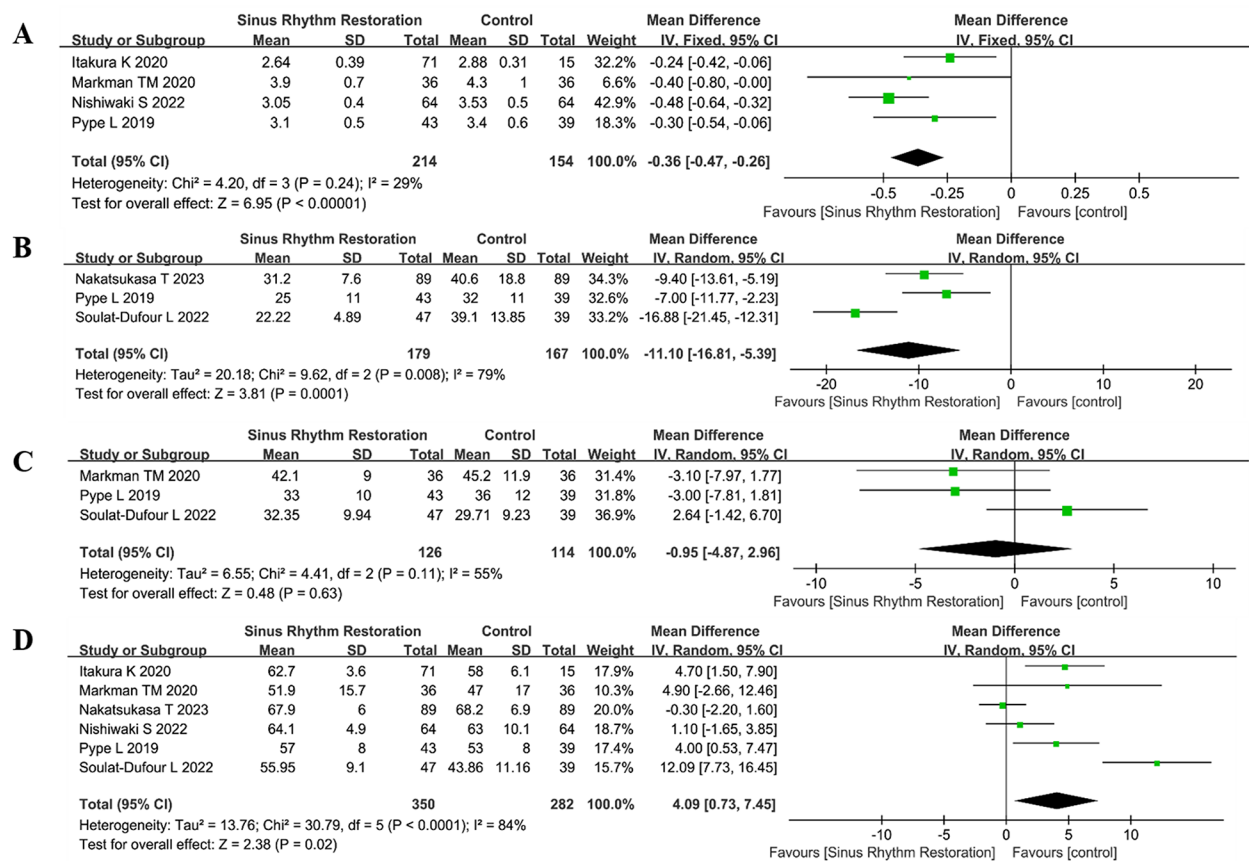 A
Sinus Rhythm Restoration Control Mean Difference Mean Difference
Study or Subgroup Mean SD Total Mean SD Total Weight IV, Fixed, 95% CI IV, Fixed, 95% CI
Itakura K 2020 2.64 0.39 71 2.88 0.31 15 32.2% -0.24 [-0.42, -0.06]
Markman TM 2020 3.9 0.7 36 4.3 1 36 6.6% -0.40 [-0.80, -0.00]
Nishiwaki S 2022 3.05 0.4 64 3.53 0.5 64 42.9% -0.48 [-0.64, -0.32]
Pype L 2019 3.1 0.5 43 3.4 0.6 39 18.3% -0.30 [-0.54, -0.06]
Total (95% CI) 214 154 100.0% -0.36 [-0.47, -0.26]
Heterogeneity: Chi² = 4.20, df = 3 (P = 0.24); I² = 29%
Test for overall effect: Z = 6.95 (P < 0.00001)
-0.5 -0.25 0 0.25 0.5
Favours [Sinus Rhythm Restoration] Favours [control]
B
Sinus Rhythm Restoration Control Mean Difference Mean Difference
Study or Subgroup Mean SD Total Mean SD Total Weight IV, Random, 95% CI IV, Random, 95% CI
Nakatsukasa T 2023 31.2 7.6 89 40.6 18.8 89 34.3% -9.40 [-13.61, -5.19]
Pype L 2019 25 11 43 32 11 39 32.6% -7.00 [-11.77, -2.23]
Soulat-Dufour L 2022 22.22 4.89 47 39.1 13.85 39 33.2% -16.88 [-21.45, -12.31]
Total (95% CI) 179 167 100.0% -11.10 [-16.81, -5.39]
Heterogeneity: Tau² = 20.18; Chi² = 9.62, df = 2 (P = 0.008); I² = 79%
Test for overall effect: Z = 3.81 (P = 0.0001)
-20 -10 0 10 20
Favours [Sinus Rhythm Restoration] Favours [control]
C
Sinus Rhythm Restoration Control Mean Difference Mean Difference
Study or Subgroup Mean SD Total Mean SD Total Weight IV, Random, 95% CI IV, Random, 95% CI
Markman TM 2020 42.1 9 36 45.2 11.9 36 31.4% -3.10 [-7.97, 1.77]
Pype L 2019 33 10 43 36 12 39 31.8% -3.00 [-7.81, 1.81]
Soulat-Dufour L 2022 32.35 9.94 47 29.71 9.23 39 36.9% 2.64 [-1.42, 6.70]
Total (95% CI) 126 114 100.0% -0.95 [-4.87, 2.96]
Heterogeneity: Tau² = 6.55; Chi² = 4.41, df = 2 (P = 0.11); I² = 55%
Test for overall effect: Z = 0.48 (P = 0.63)
-10 -5 0 5 10
Favours [Sinus Rhythm Restoration] Favours [control]
D
Sinus Rhythm Restoration Control Mean Difference Mean Difference
Study or Subgroup Mean SD Total Mean SD Total Weight IV, Random, 95% CI IV, Random, 95% CI
Itakura K 2020 62.7 3.6 71 58 6.1 15 17.9% 4.70 [1.50, 7.90]
Markman TM 2020 51.9 15.7 36 47 17 36 10.3% 4.90 [-2.66, 12.46]
Nakatsukasa T 2023 67.9 6 89 68.2 6.9 89 20.0% -0.30 [-2.20, 1.60]
Nishiwaki S 2022 64.1 4.9 64 63 10.1 64 18.7% 1.10 [-1.65, 3.85]
Pype L 2019 57 8 43 53 8 39 17.4% 4.00 [0.53, 7.47]
Soulat-Dufour L 2022 55.95 9.1 47 43.86 11.16 39 15.7% 12.09 [7.73, 16.45]
Total (95% CI) 350 282 100.0% 4.09 [0.73, 7.45]
Heterogeneity: Tau² = 13.76; Chi² = 30.79, df = 5 (P < 0.0001); I² = 84%
Test for overall effect: Z = 2.38 (P = 0.02)
-10 -5 0 5 10
Favours [Sinus Rhythm Restoration] Favours [control]